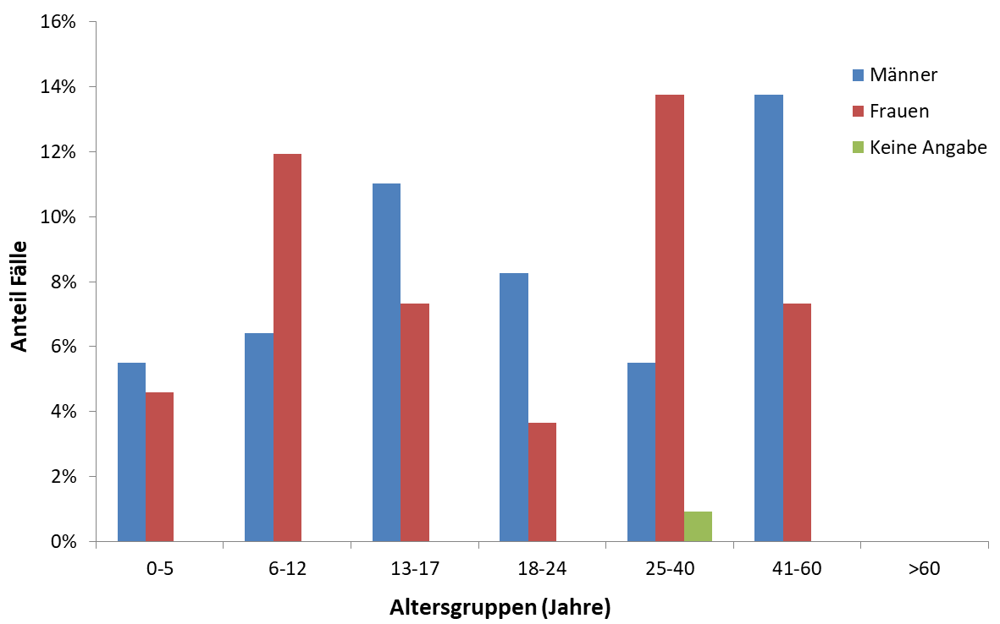 16%
14%
12%
10%
8%
6%
4%
2%
0%
Anteil Fälle
Männer
Frauen
Keine Angabe
0-5 6-12 13-17 18-24 25-40 41-60 >60
Altersgruppen (Jahre)